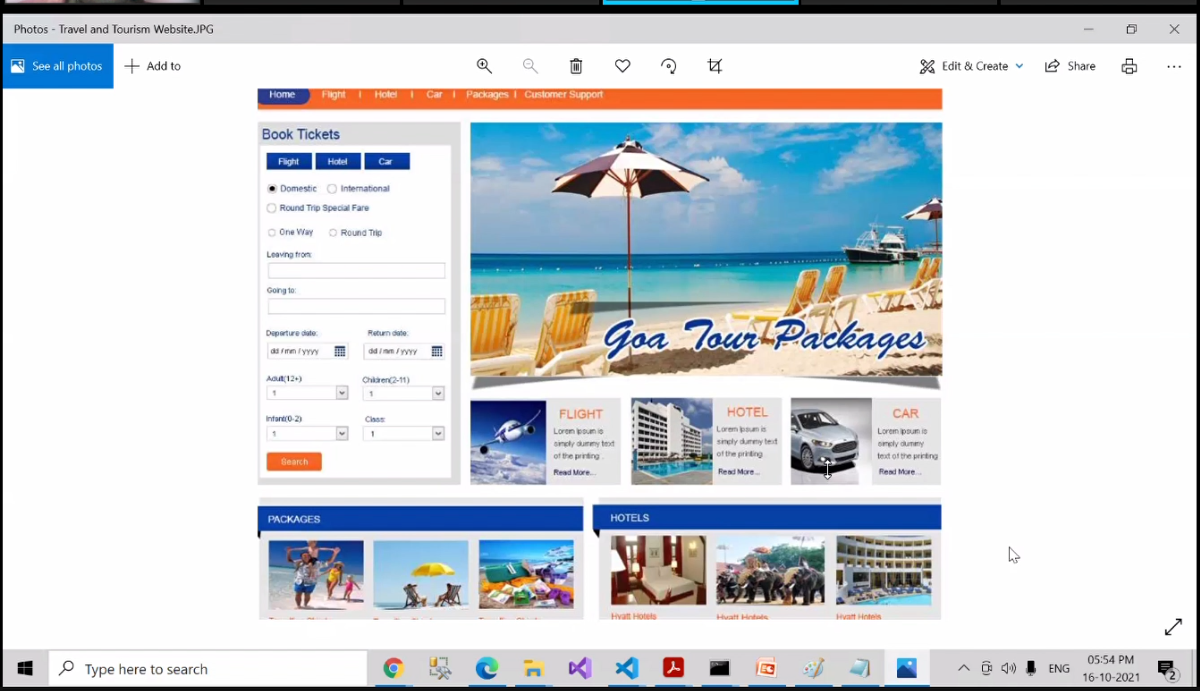 Photos - Travel and Tourism Website.JPG
See all photos
Add to
Edit & Create
Share
Home Flight I Hotel I Car I Packages I Customer Support
Book Tickets
Flight Hotel Car
Domestic International
Round Trip Special Fare
One Way Round Trip
Leaving from:
Going to:
Departure date: Return date:
dd / mm / yyyy dd / mm / yyyy
Adult(12+) Children(2-11)
1 1
Infant(0-2) Class:
1 1
Search
Goa Tour Packages
FLIGHT
Lorem Ipsum is
simply dummy text
of the printing .
Read More...
HOTEL
Lorem Ipsum is
simply dummy text
of the printing.
Read More...
CAR
Lorem Ipsum is
simply dummy
text of the printing
Read More...
PACKAGES
HOTELS
Hyatt Hotels Hyatt Hotels Hyatt Hotels
Type here to search
ENG
05:54 PM
16-10-2021
2